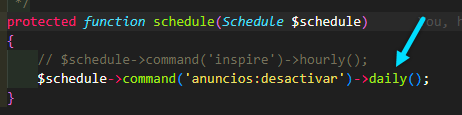 */
protected function schedule(Schedule $schedule)
{
// $schedule->command('inspire')->hourly();
$schedule->command('anuncios:desactivar')->daily();
}